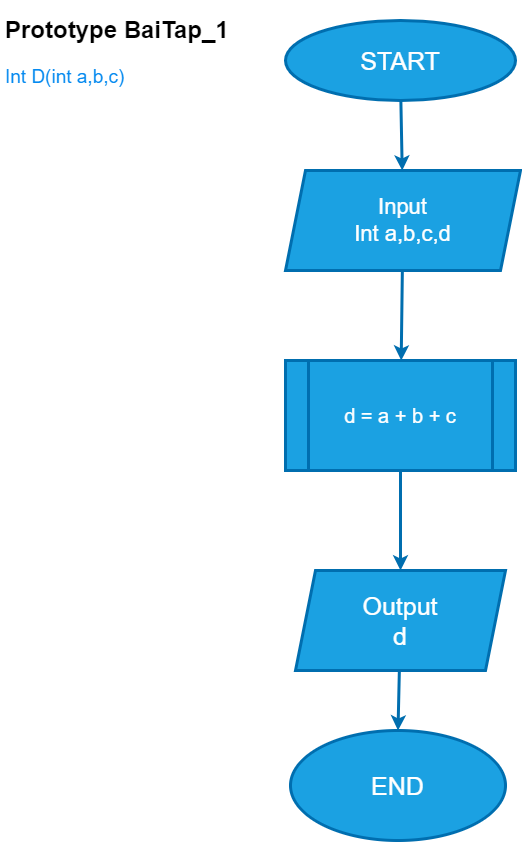 Prototype BaiTap_1
Int D(int a,b,c)
START
Input
Int a,b,c,d
d = a + b + c
Output
d
END